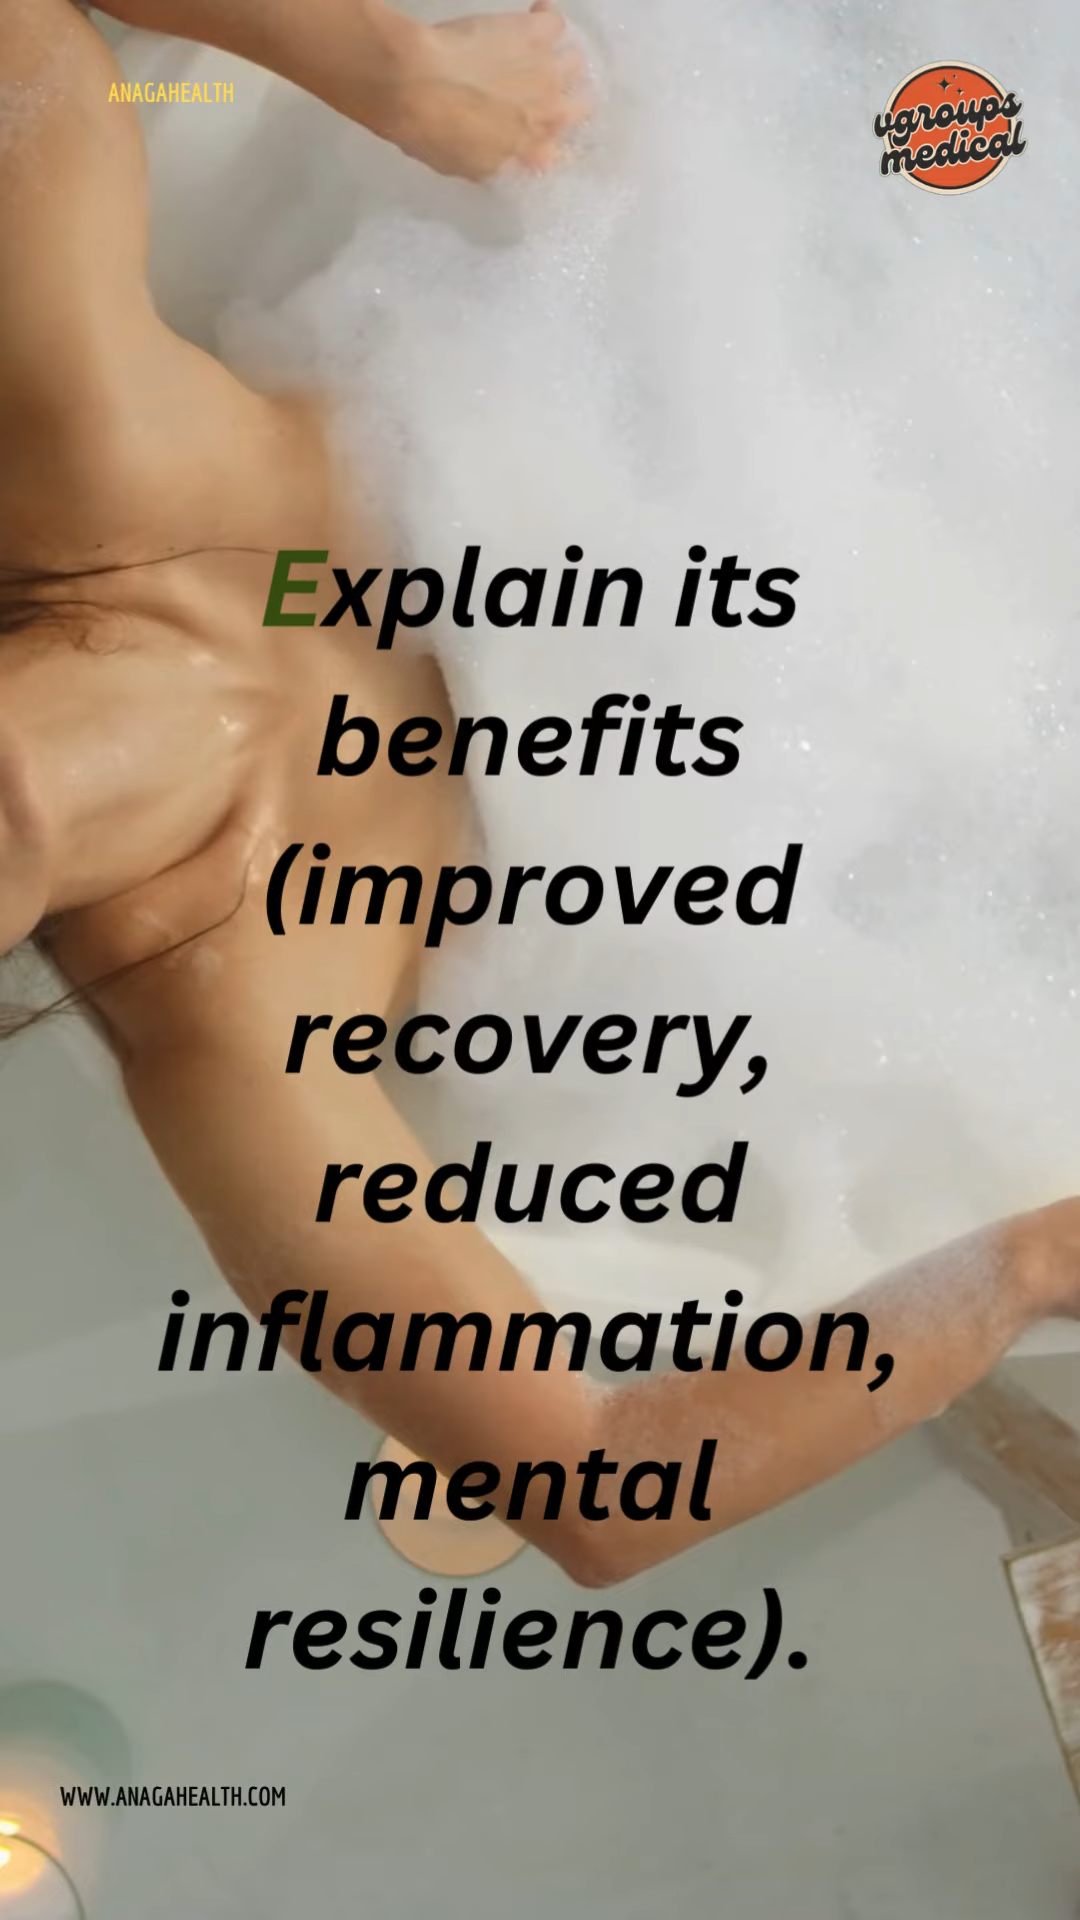 ANAGAHEALTH
vgroups
medical
Explain its
benefits
(improved
recovery,
reduced
inflammation,
mental
resilience).
WWW.ANAGAHEALTH.COM